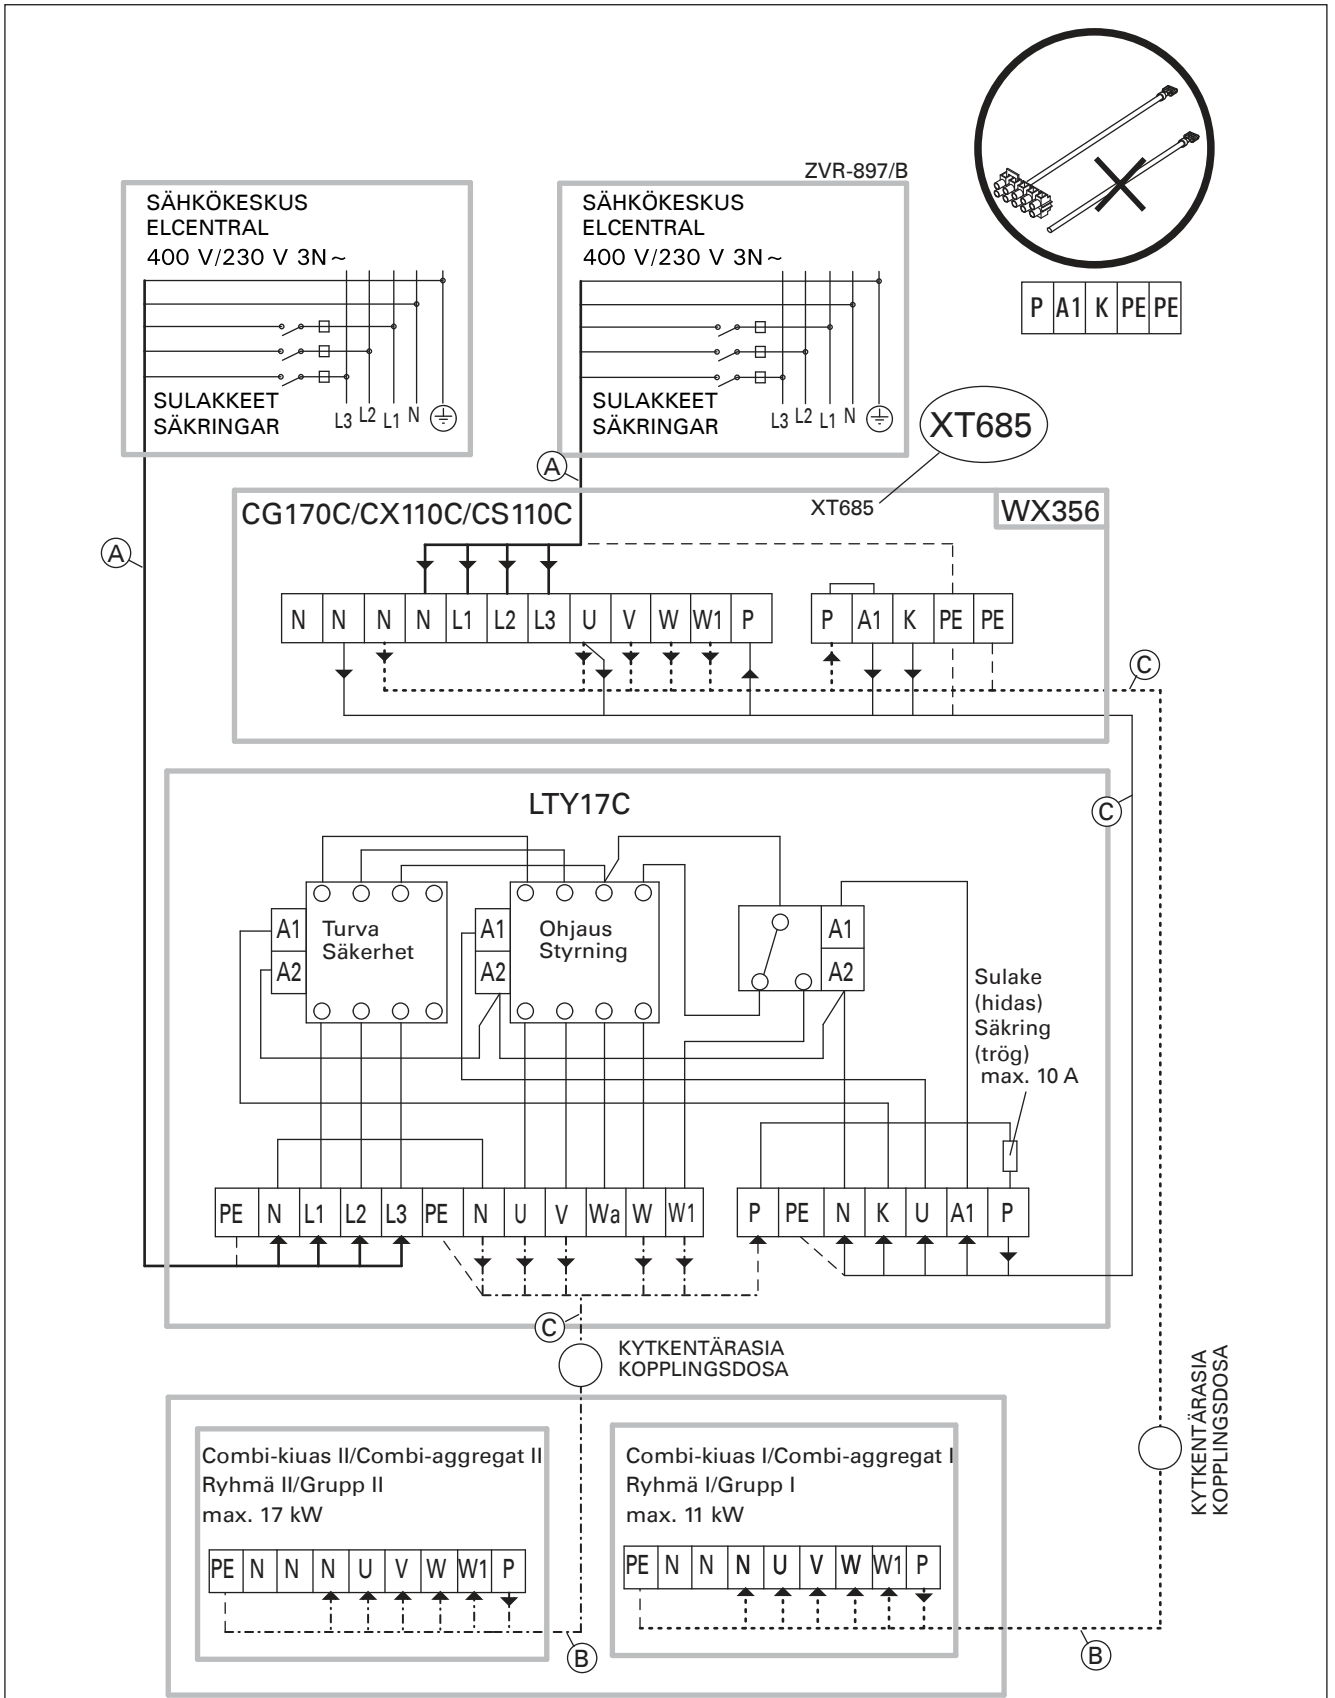 ZVR-897/B
SÄHKÖKESKUS
ELCENTRAL
400 V/230 V 3N~
SULAKKEET
SÄKRINGAR
L3 L2 L1 N
SÄHKÖKESKUS
ELCENTRAL
400 V/230 V 3N~
SULAKKEET
SÄKRINGAR
L3 L2 L1 N
P A1 K PE PE
XT685
A
A
CG170C/CX110C/CS110C
XT685
WX356
N N N N L1 L2 L3 U V W W1 P
P A1 K PE PE
C
C
LTY17C
A1
A2
Turva
Säkerhet
A1
A2
Ohjaus
Styrning
A1
A2
Sulake
(hidas)
Säkring
(trög)
max. 10 A
PE N L1 L2 L3 PE N U V Wa W W1
P PE N K U A1 P
C
KYTKENTÄRASIA
KOPPLINGSDOSA
KYTKENTÄRASIA
KOPPLINGSDOSA
Combi-kiuas II/Combi-aggregat II
Ryhmä II/Grupp II
max. 17 kW
PE N N N U V W W1 P
B
Combi-kiuas I/Combi-aggregat I
Ryhmä I/Grupp I
max. 11 kW
PE N N N U V W W1 P
B